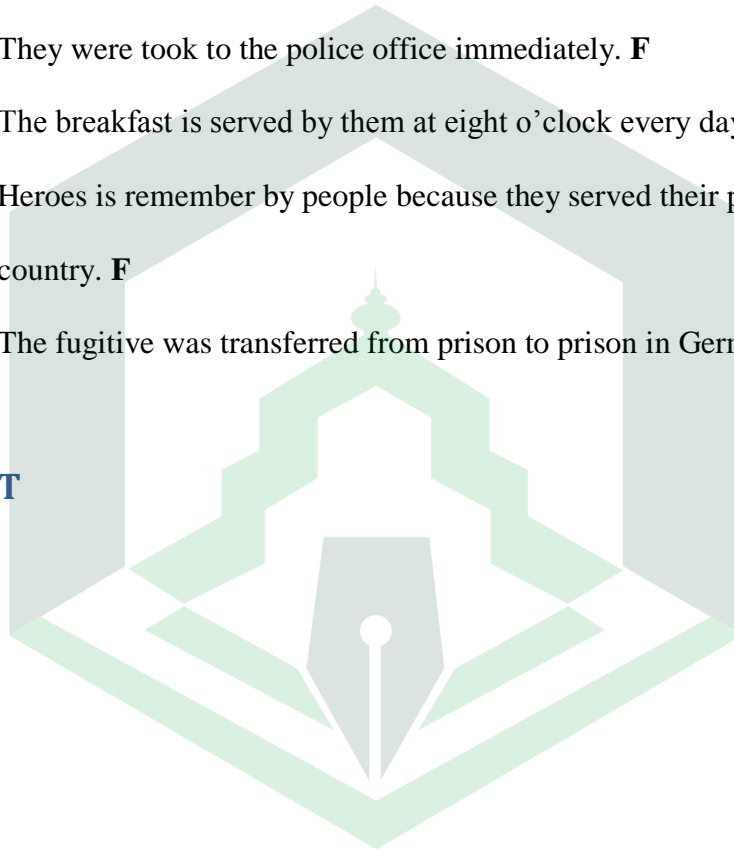 They were took to the police office immediately. F
The breakfast is served by them at eight o’clock every day
Heroes is remember by people because they served their
country. F
The fugitive was transferred from prison to prison in
T